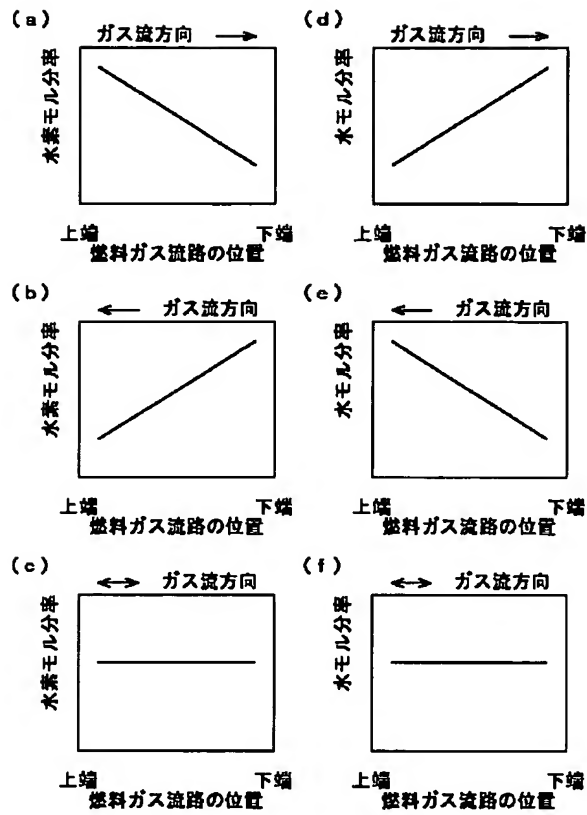 (a)
ガス流方向 →
水素モル分率
上端 下端
燃料ガス流路の位置
(d)
ガス流方向 →
水モル分率
上端 下端
燃料ガス流路の位置
(b)
← ガス流方向
水素モル分率
上端 下端
燃料ガス流路の位置
(e)
← ガス流方向
水モル分率
上端 下端
燃料ガス流路の位置
(c)
↔ ガス流方向
水素モル分率
上端 下端
燃料ガス流路の位置
(f)
↔ ガス流方向
水モル分率
上端 下端
燃料ガス流路の位置